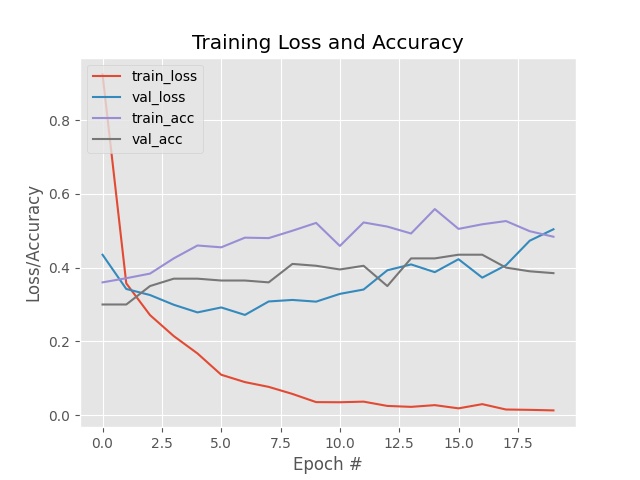 Training Loss and Accuracy
train_loss
val_loss
train_acc
val_acc
Loss/Accuracy
0.8
0.6
0.4
0.2
0.0
0.0 2.5 5.0 7.5 10.0 12.5 15.0 17.5
Epoch #